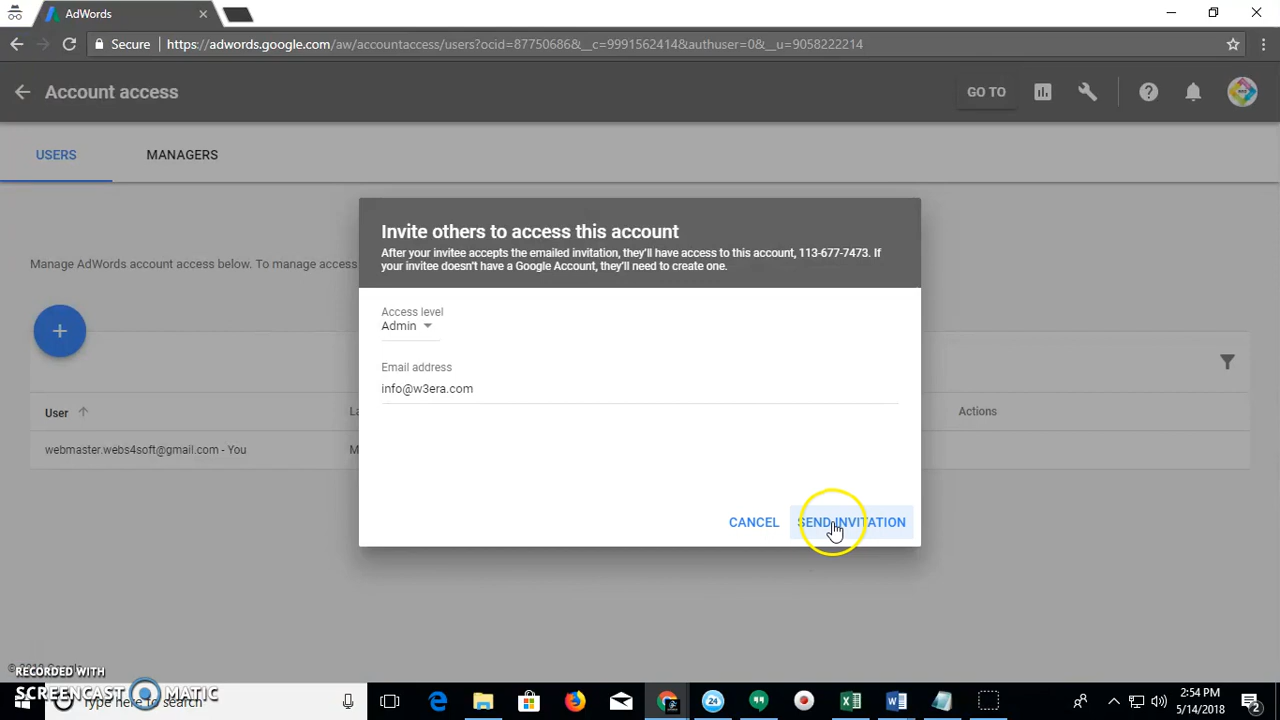 AdWords
Secure
https://adwords.google.com/aw/accountaccess/users?ocid=87750686&__c=9991562414&authuser=0&__u=9058222214
Account access
GO TO
USERS
MANAGERS
Invite others to access this account
After your invitee accepts the emailed invitation, they'll have access to this account, 113-677-7473. If
your invitee doesn't have a Google Account, they'll need to create one.
Manage AdWords account access below. To manage access
Access level
Admin
Email address
info@w3era.com
User
La
Actions
webmaster.webs4soft@gmail.com - You
M
CANCEL
SEND INVITATION
RECORDED WITH
SCREENCAST MATIC
Type here to search
24
2:54 PM
5/14/2018
2